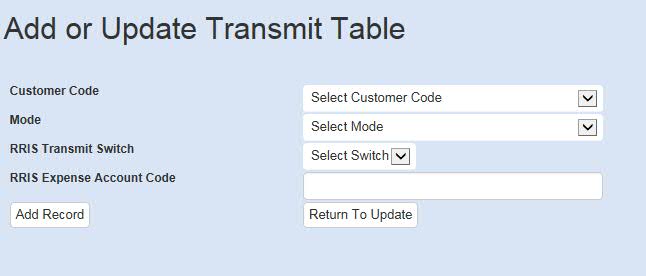 Add or Update Transmit Table
Customer Code Select Customer Code
Mode Select Mode
RRIS Transmit Switch Select Switch
RRIS Expense Account Code
Add Record Return To Update